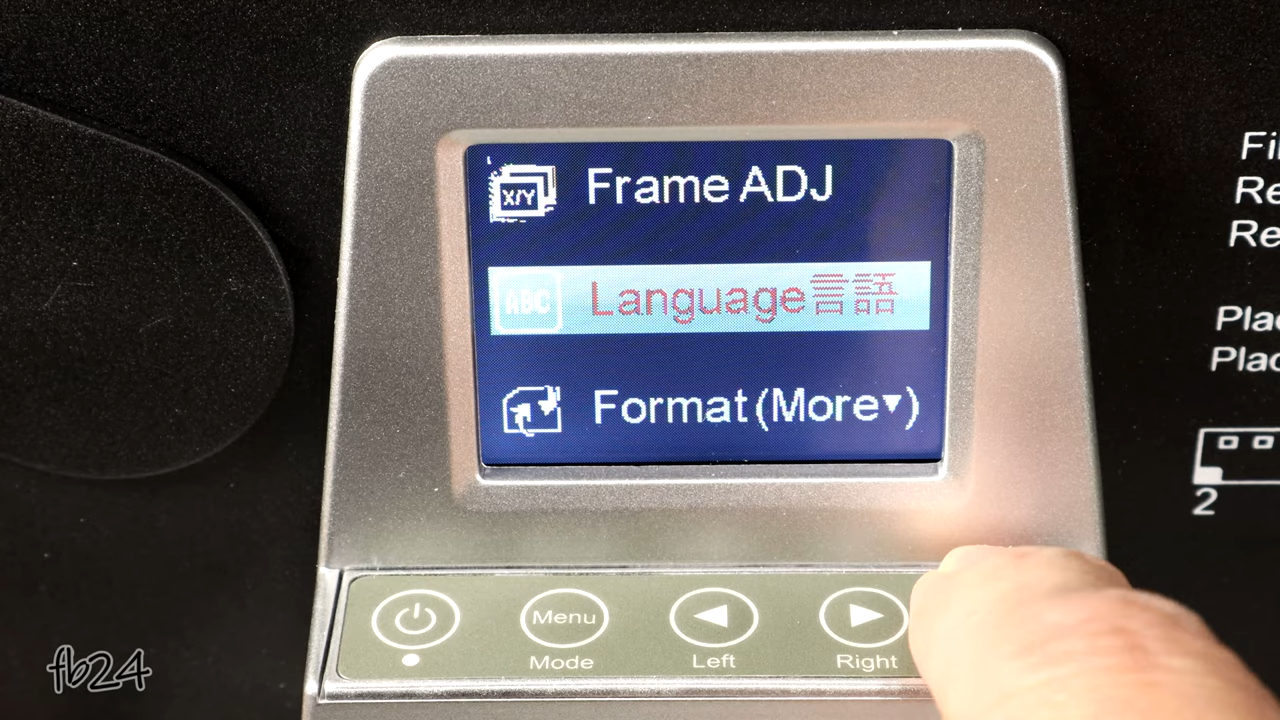 X/Y Frame ADJ
ABC Language言語
Format(More▼)
Menu
Mode
Left
Right
2
fb24